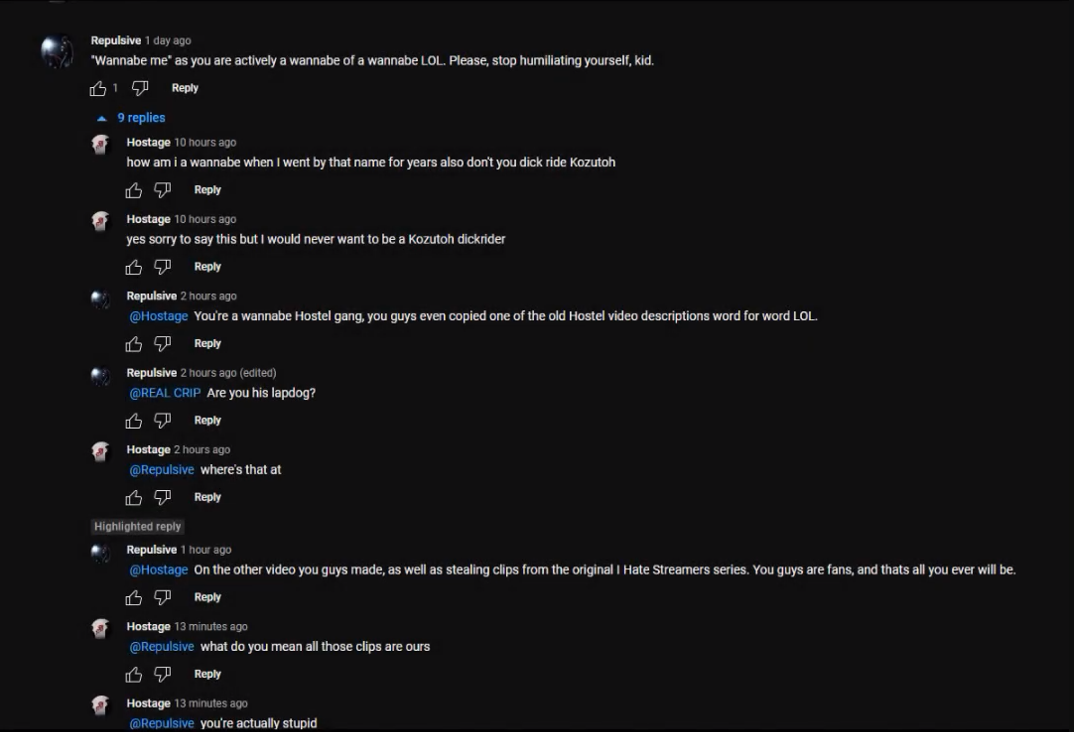 Repulsive 1 day ago
"Wannabe me" as you are actively a wannabe of a wannabe LOL. Please, stop humiliating yourself, kid.
1 Reply
9 replies
Hostage 10 hours ago
how am i a wannabe when I went by that name for years also don't you dick ride Kozutoh
Reply
Hostage 10 hours ago
yes sorry to say this but I would never want to be a Kozutoh dickrider
Reply
Repulsive 2 hours ago
@Hostage You're a wannabe Hostel gang, you guys even copied one of the old Hostel video descriptions word for word LOL.
Reply
Repulsive 2 hours ago (edited)
@REAL CRIP Are you his lapdog?
Reply
Hostage 2 hours ago
@Repulsive where's that at
Reply
Highlighted reply
Repulsive 1 hour ago
@Hostage On the other video you guys made, as well as stealing clips from the original I Hate Streamers series. You guys are fans, and thats all you ever will be.
Reply
Hostage 13 minutes ago
@Repulsive what do you mean all those clips are ours
Reply
Hostage 13 minutes ago
@Repulsive you're actually stupid